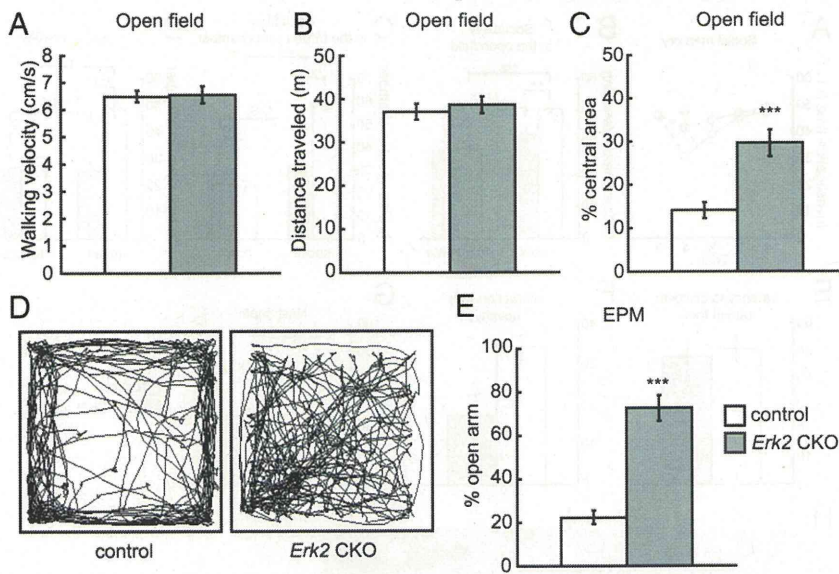 A
Open field
Walking velocity (cm/s)
8
7
6
5
4
3
2
1
0
B
Open field
Distance traveled (m)
50
40
30
20
10
0
C
Open field
% central area
50
40
30
20
10
0
***
D
control
Erk2 CKO
E
EPM
% open arm
100
80
60
40
20
0
***
control
Erk2 CKO